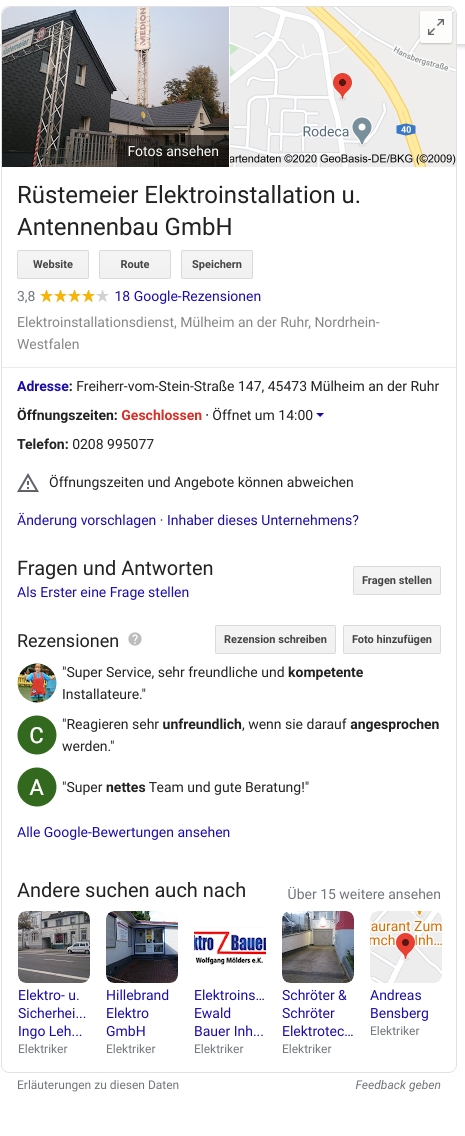 MEDION
Hansbergstraße
Rodeca
40
Fotos ansehen
artendaten ©2020 GeoBasis-DE/BKG (©2009)
Rüstemeier Elektroinstallation u.
Antennenbau GmbH
Website Route Speichern
3,8 18 Google-Rezensionen
Elektroinstallationsdienst, Mülheim an der Ruhr, Nordrhein-
Westfalen
Adresse: Freiherr-vom-Stein-Straße 147, 45473 Mülheim an der Ruhr
Öffnungszeiten: Geschlossen · Öffnet um 14:00
Telefon: 0208 995077
Öffnungszeiten und Angebote können abweichen
Änderung vorschlagen · Inhaber dieses Unternehmens?
Fragen und Antworten
Als Erster eine Frage stellen
Fragen stellen
Rezensionen ? Rezension schreiben Foto hinzufügen
"Super Service, sehr freundliche und kompetente
Installateure."
C
"Reagieren sehr unfreundlich, wenn sie darauf angesprochen
werden."
A "Super nettes Team und gute Beratung!"
Alle Google-Bewertungen ansehen
Andere suchen auch nach Über 15 weitere ansehen
ktro Z Bauer
Wolfgang Mölders e.K.
aurant Zum
mch Inh...
Elektro- u.
Sicherhei...
Ingo Leh...
Elektriker
Hillebrand
Elektro
GmbH
Elektriker
Elektroins...
Ewald
Bauer Inh...
Elektriker
Schröter &
Schröter
Elektrotec...
Elektriker
Andreas
Bensberg
Elektriker
Erläuterungen zu diesen Daten Feedback geben